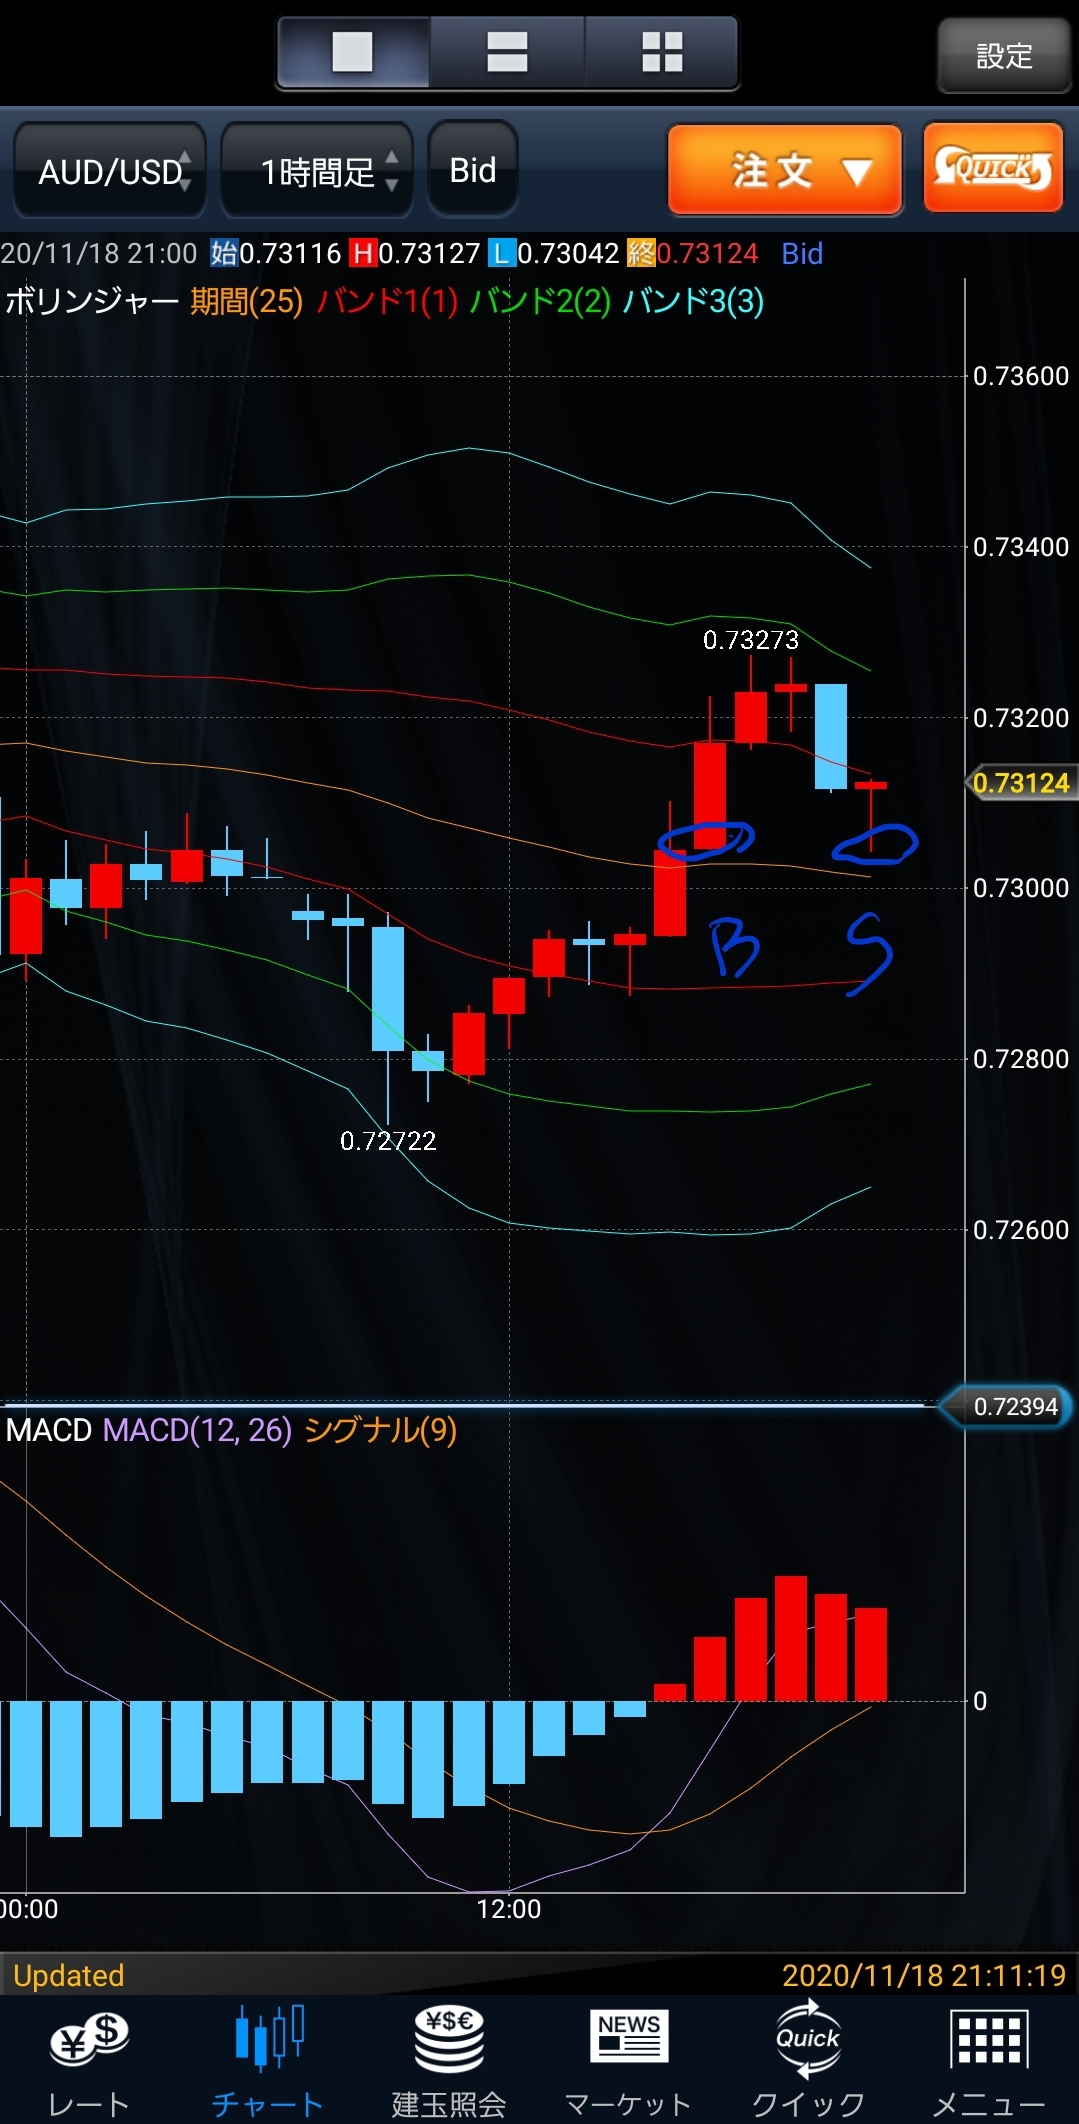 設定
AUD/USD 1時間足 Bid 注文 ▼ QUICK
20/11/18 21:00 始0.73116 H0.73127 L0.73042 終0.73124 Bid
ボリンジャー 期間(25) バンド1(1) バンド2(2) バンド3(3)
0.73600
0.73400
0.73273
0.73200
0.73124
0.73000
B S
0.72800
0.72722
0.72600
0.72394
MACD MACD(12, 26) シグナル(9)
0
00:00 12:00
Updated 2020/11/18 21:11:19
¥ $ ¥$€ NEWS Quick
レート チャート 建玉照会 マーケット クイック メニュー